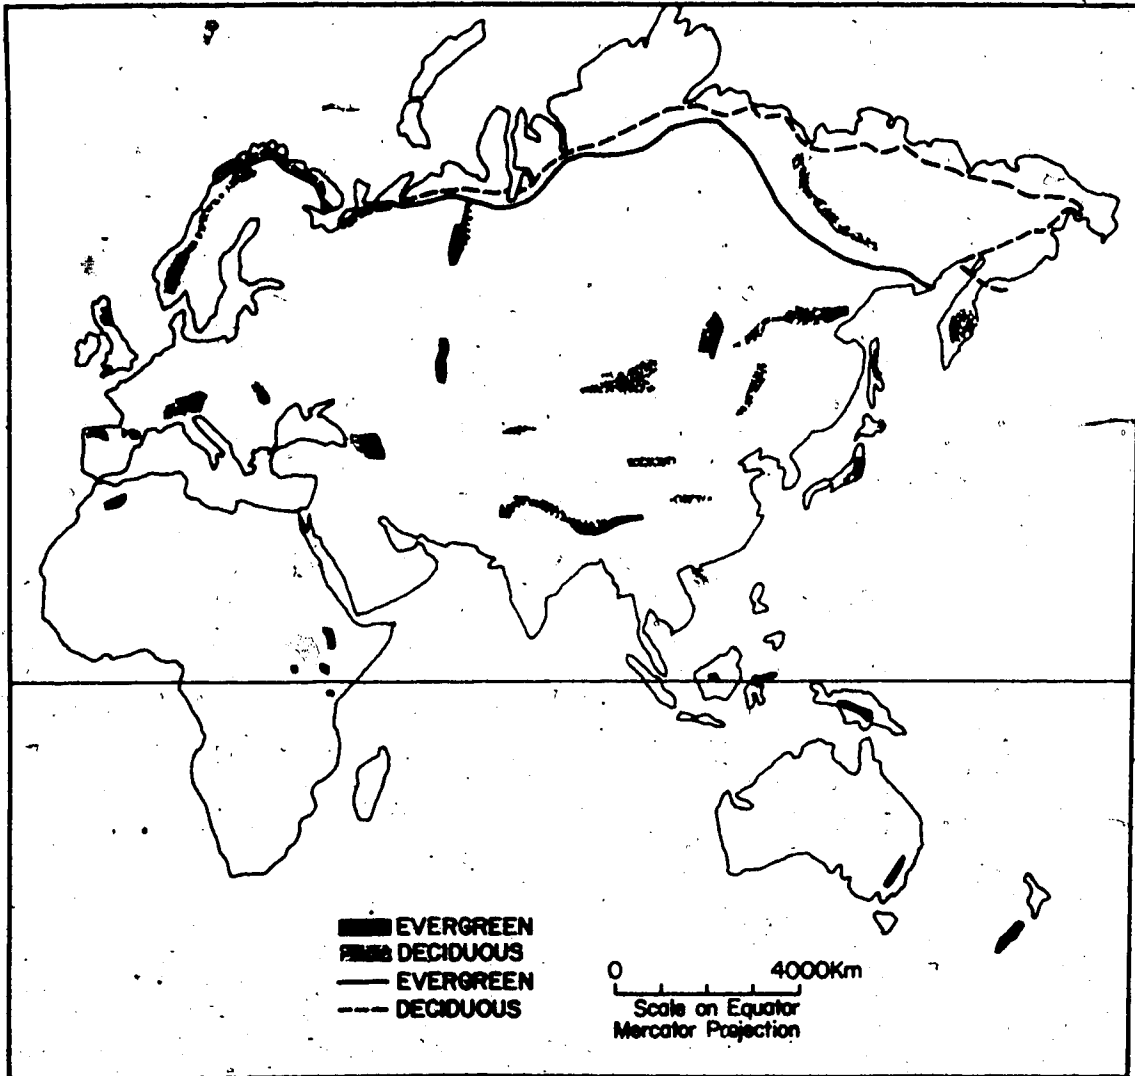 EVERGREEN
DECIDUOUS
EVERGREEN
DECIDUOUS
0 4000Km
Scale on Equator
Mercator Projection